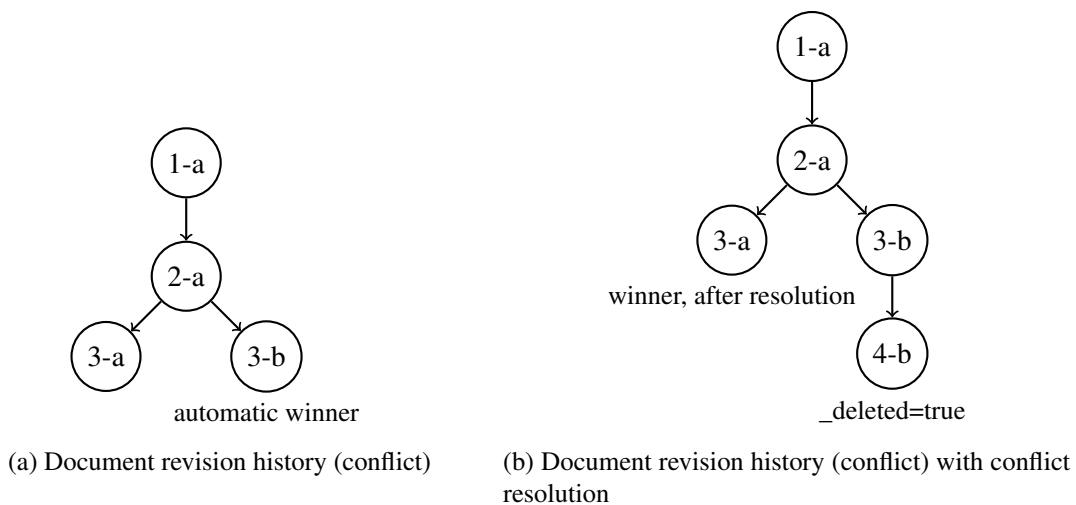 1-a
2-a
3-a
3-b
automatic winner
(a) Document revision history (conflict)
1-a
2-a
3-a
3-b
winner, after resolution
4-b
_deleted=true
(b) Document revision history (conflict) with conflict
resolution